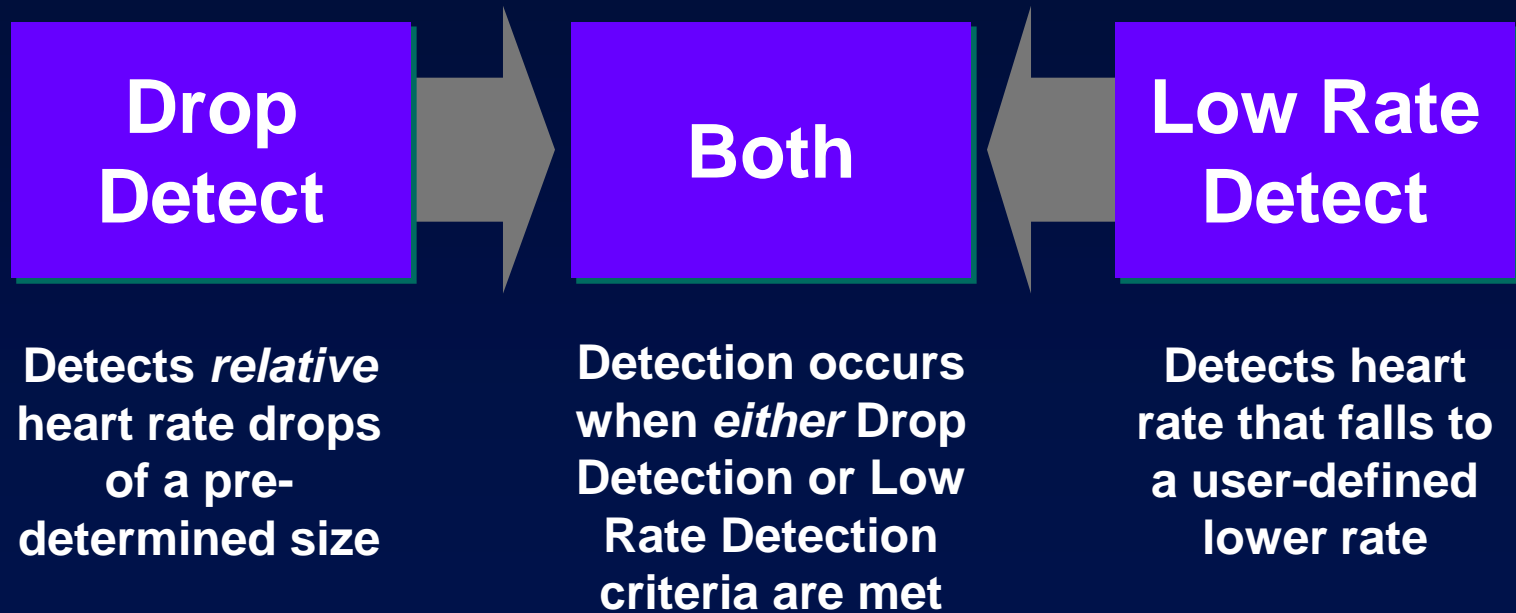 Drop
Detect
Both
Low Rate
Detect
Detects relative
heart rate drops
of a pre-
determined size
Detection occurs
when either Drop
Detection or Low
Rate Detection
criteria are met
Detects heart
rate that falls to
a user-defined
lower rate